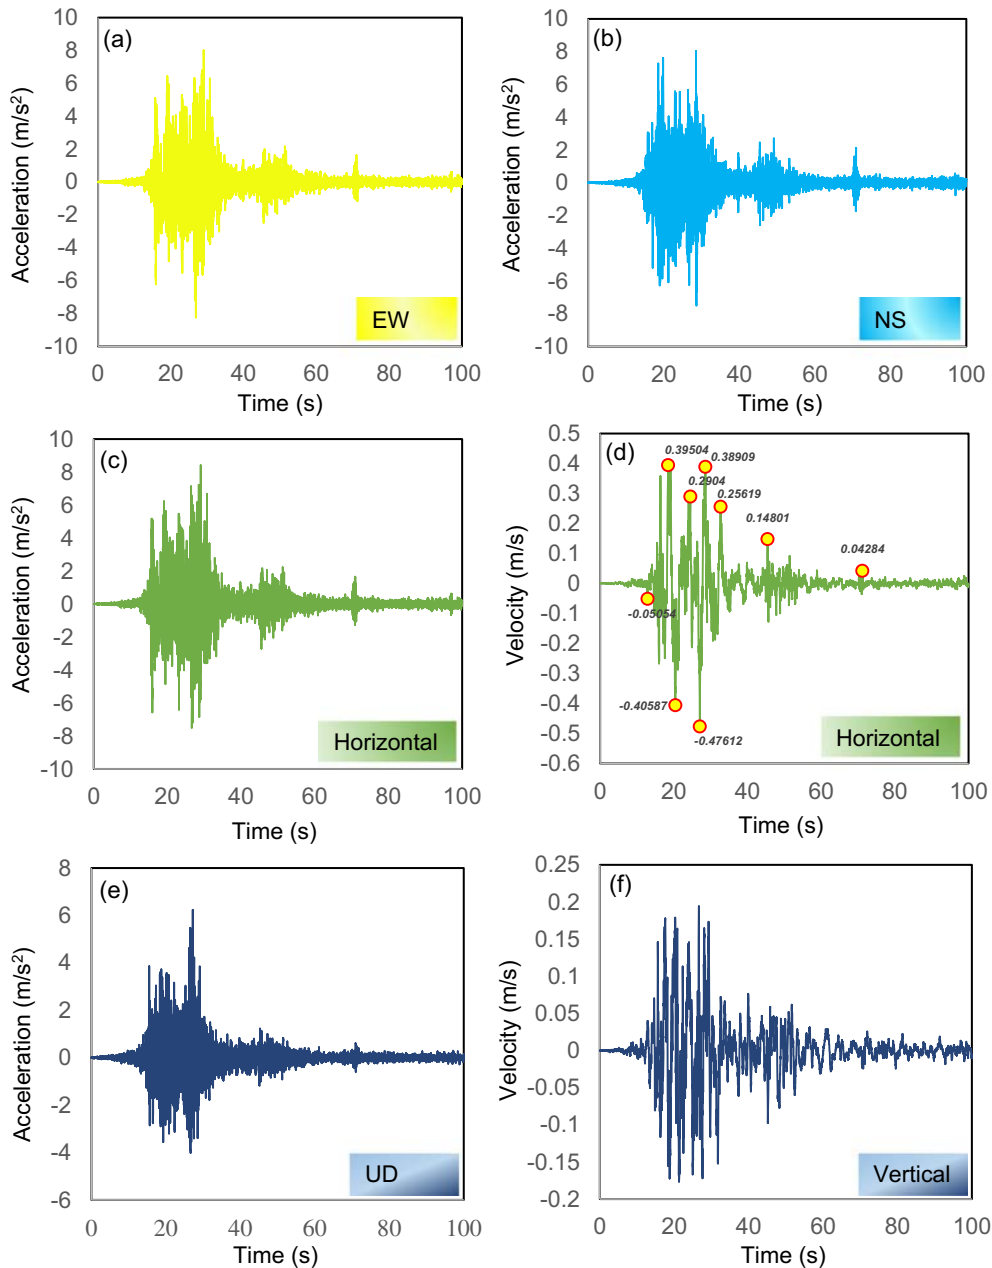 (a)
Acceleration (m/s²)
10
8
6
4
2
0
-2
-4
-6
-8
-10
EW
0 20 40 60 80 100
Time (s)
(b)
Acceleration (m/s²)
10
8
6
4
2
0
-2
-4
-6
-8
-10
NS
0 20 40 60 80 100
Time (s)
(c)
Acceleration (m/s²)
10
8
6
4
2
0
-2
-4
-6
-8
-10
Horizontal
0 20 40 60 80 100
Time (s)
(d)
Velocity (m/s)
0.5
0.4
0.3
0.2
0.1
0
-0.1
-0.2
-0.3
-0.4
-0.5
-0.6
0.39504
0.38909
0.2904
0.25619
0.14801
0.04284
-0.05054
-0.40587
-0.47612
Horizontal
0 20 40 60 80 100
Time (s)
(e)
Acceleration (m/s²)
8
6
4
2
0
-2
-4
-6
UD
0 20 40 60 80 100
Time (s)
(f)
Velocity (m/s)
0.25
0.2
0.15
0.1
0.05
0
-0.05
-0.1
-0.15
-0.2
Vertical
0 20 40 60 80 100
Time (s)